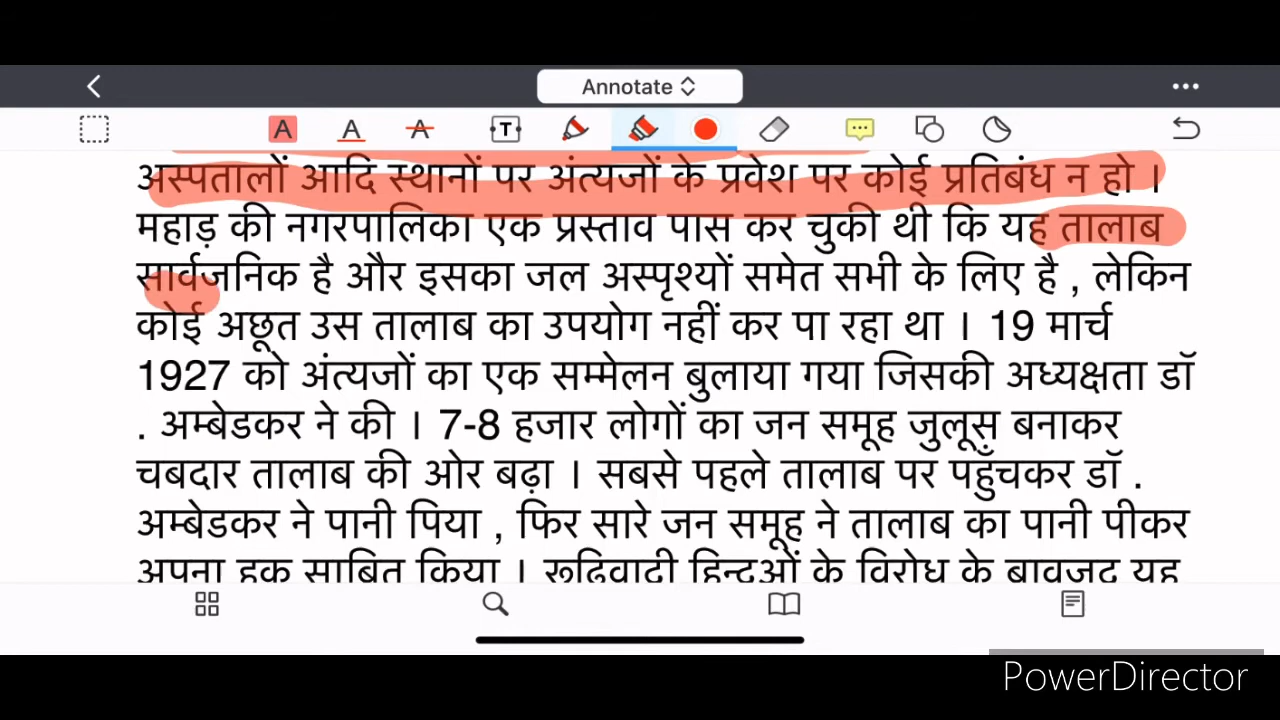 Annotate
A A A T
अस्पतालों आदि स्थानों पर अंत्यजों के प्रवेश पर कोई प्रतिबंध न हो ।
महाड़ की नगरपालिका एक प्रस्ताव पास कर चुकी थी कि यह तालाब
सार्वजनिक है और इसका जल अस्पृश्यों समेत सभी के लिए है , लेकिन
कोई अछूत उस तालाब का उपयोग नहीं कर पा रहा था । 19 मार्च
1927 को अंत्यजों का एक सम्मेलन बुलाया गया जिसकी अध्यक्षता डॉ
. अम्बेडकर ने की । 7-8 हजार लोगों का जन समूह जुलूस बनाकर
चबदार तालाब की ओर बढ़ा । सबसे पहले तालाब पर पहुँचकर डॉ .
अम्बेडकर ने पानी पिया , फिर सारे जन समूह ने तालाब का पानी पीकर
अपना हक साबित किया । रूढिवादी हिन्दुओं के विरोध के बावजूद यह
PowerDirector